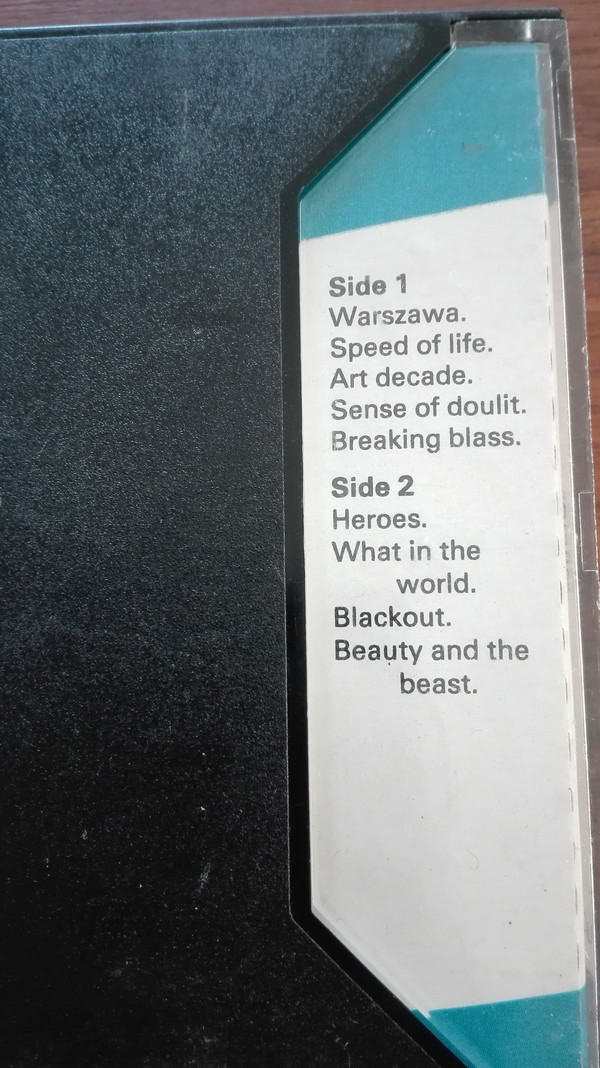 Side 1
Warszawa.
Speed of life.
Art decade.
Sense of doulit.
Breaking blass.
Side 2
Heroes.
What in the
world.
Blackout.
Beauty and the
beast.